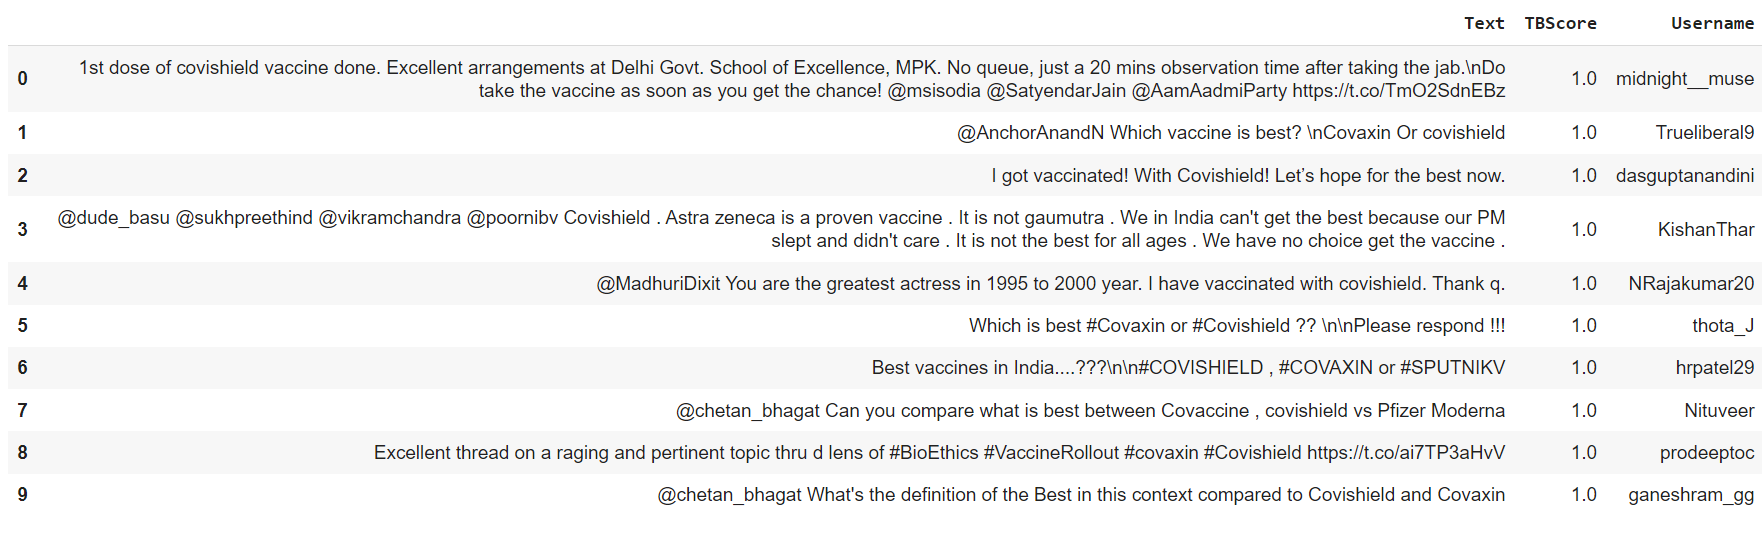 Text TBScore Username
0 1st dose of covishield vaccine done. Excellent arrangements at Delhi Govt. School of Excellence, MPK. No queue, just a 20 mins observation time after taking the jab.\nDo
take the vaccine as soon as you get the chance! @msisodia @SatyendarJain @AamAadmiParty https://t.co/TmO2SdnEBz 1.0 midnight__muse
1 @AnchorAnandN Which vaccine is best? \nCovaxin Or covishield 1.0 Trueliberal9
2 I got vaccinated! With Covishield! Let’s hope for the best now. 1.0 dasguptanandini
3 @dude_basu @sukhpreethind @vikramchandra @poornibv Covishield . Astra zeneca is a proven vaccine . It is not gaumutra . We in India can't get the best because our PM
slept and didn't care . It is not the best for all ages . We have no choice get the vaccine . 1.0 KishanThar
4 @MadhuriDixit You are the greatest actress in 1995 to 2000 year. I have vaccinated with covishield. Thank q. 1.0 NRajakumar20
5 Which is best #Covaxin or #Covishield ?? \n\nPlease respond !!! 1.0 thota_J
6 Best vaccines in India....???\n\n#COVISHIELD , #COVAXIN or #SPUTNIKV 1.0 hrpatel29
7 @chetan_bhagat Can you compare what is best between Covaccine , covishield vs Pfizer Moderna 1.0 Nituveer
8 Excellent thread on a raging and pertinent topic thru d lens of #BioEthics #VaccineRollout #covaxin #Covishield https://t.co/ai7TP3aHvV 1.0 prodeeptoc
9 @chetan_bhagat What's the definition of the Best in this context compared to Covishield and Covaxin 1.0 ganeshram_gg